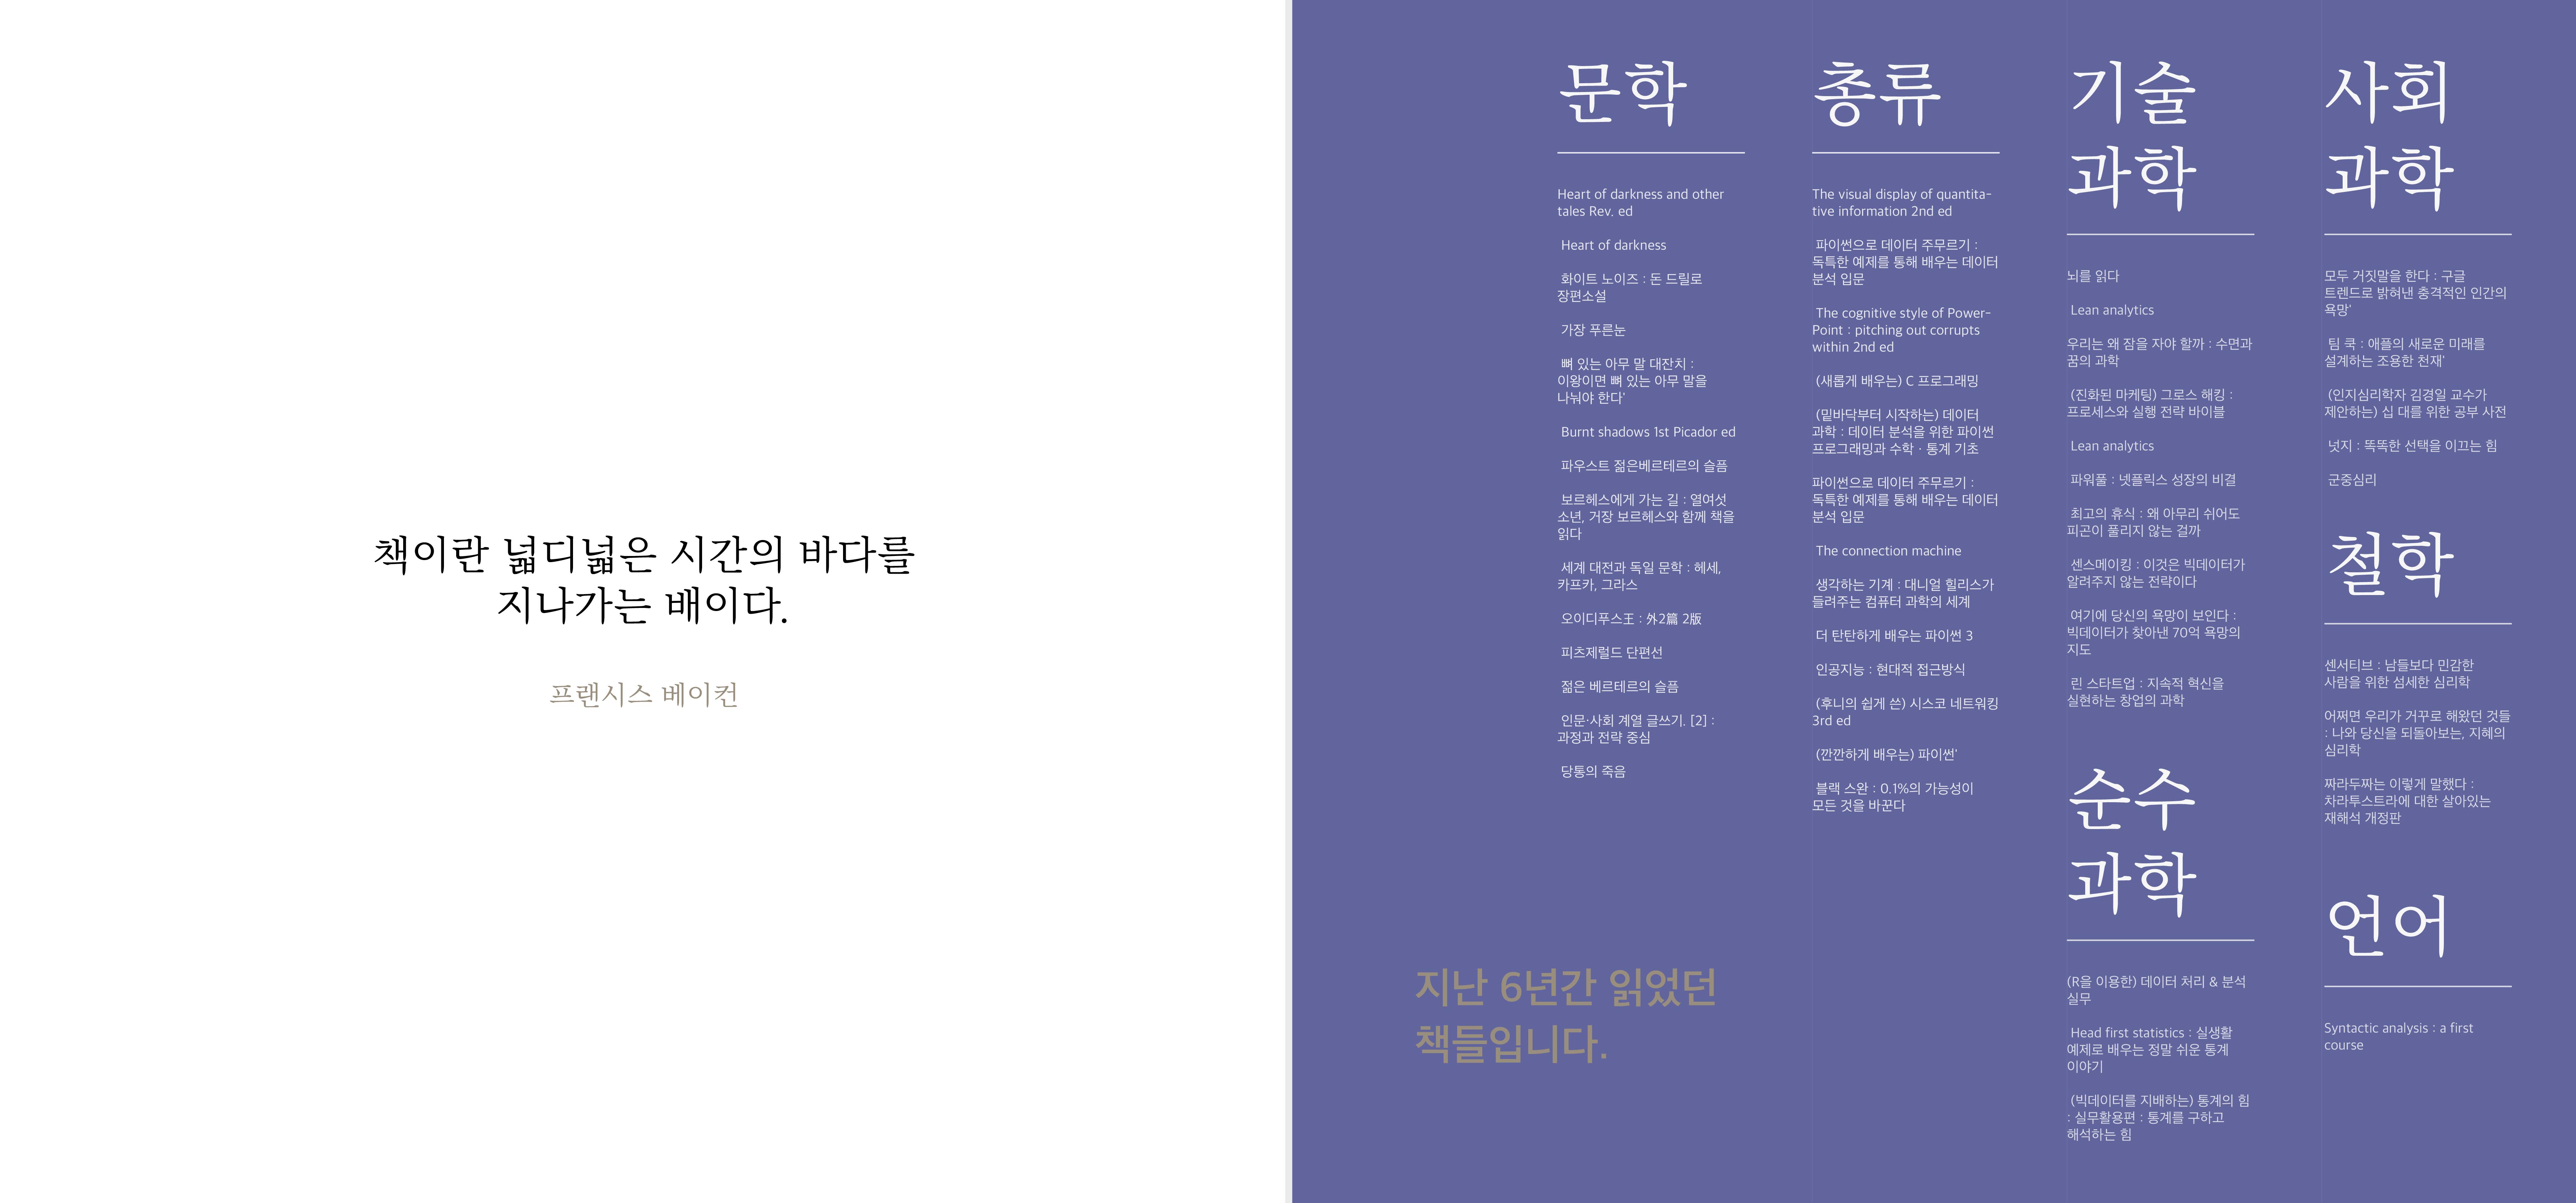 책이란 넓디넓은 시간의 바다를
지나가는 배이다.
프랜시스 베이컨
문학
Heart of darkness and other
tales Rev. ed
Heart of darkness
화이트 노이즈 : 돈 드릴로
장편소설
가장 푸른눈
뼈 있는 아무 말 대잔치 :
이왕이면 뼈 있는 아무 말을
나눠야 한다'
Burnt shadows 1st Picador ed
파우스트 젊은베르테르의 슬픔
보르헤스에게 가는 길 : 열여섯
소년, 거장 보르헤스와 함께 책을
읽다
세계 대전과 독일 문학 : 헤세,
카프카, 그라스
오이디푸스王 : 外2篇 2版
피츠제럴드 단편선
젊은 베르테르의 슬픔
인문·사회 계열 글쓰기. [2] :
과정과 전략 중심
당통의 죽음
총류
The visual display of quantita-
tive information 2nd ed
파이썬으로 데이터 주무르기 :
독특한 예제를 통해 배우는 데이터
분석 입문
The cognitive style of Power-
Point : pitching out corrupts
within 2nd ed
(새롭게 배우는) C 프로그래밍
(밑바닥부터 시작하는) 데이터
과학 : 데이터 분석을 위한 파이썬
프로그래밍과 수학 · 통계 기초
파이썬으로 데이터 주무르기 :
독특한 예제를 통해 배우는 데이터
분석 입문
The connection machine
생각하는 기계 : 대니얼 힐리스가
들려주는 컴퓨터 과학의 세계
더 탄탄하게 배우는 파이썬 3
인공지능 : 현대적 접근방식
(후니의 쉽게 쓴) 시스코 네트워킹
3rd ed
(깐깐하게 배우는) 파이썬'
블랙 스완 : 0.1%의 가능성이
모든 것을 바꾼다
기술
과학
뇌를 읽다
Lean analytics
우리는 왜 잠을 자야 할까 : 수면과
꿈의 과학
(진화된 마케팅) 그로스 해킹 :
프로세스와 실행 전략 바이블
Lean analytics
파워풀 : 넷플릭스 성장의 비결
최고의 휴식 : 왜 아무리 쉬어도
피곤이 풀리지 않는 걸까
센스메이킹 : 이것은 빅데이터가
알려주지 않는 전략이다
여기에 당신의 욕망이 보인다 :
빅데이터가 찾아낸 70억 욕망의
지도
린 스타트업 : 지속적 혁신을
실현하는 창업의 과학
순수
과학
(R을 이용한) 데이터 처리 & 분석
실무
Head first statistics : 실생활
예제로 배우는 정말 쉬운 통계
이야기
(빅데이터를 지배하는) 통계의 힘
: 실무활용편 : 통계를 구하고
해석하는 힘
사회
과학
모두 거짓말을 한다 : 구글
트렌드로 밝혀낸 충격적인 인간의
욕망'
팀 쿡 : 애플의 새로운 미래를
설계하는 조용한 천재'
(인지심리학자 김경일 교수가
제안하는) 십 대를 위한 공부 사전
넛지 : 똑똑한 선택을 이끄는 힘
군중심리
철학
센서티브 : 남들보다 민감한
사람을 위한 섬세한 심리학
어쩌면 우리가 거꾸로 해왔던 것들
: 나와 당신을 되돌아보는, 지혜의
심리학
짜라두짜는 이렇게 말했다 :
차라투스트라에 대한 살아있는
재해석 개정판
언어
Syntactic analysis : a first
course
지난 6년간 읽었던
책들입니다.